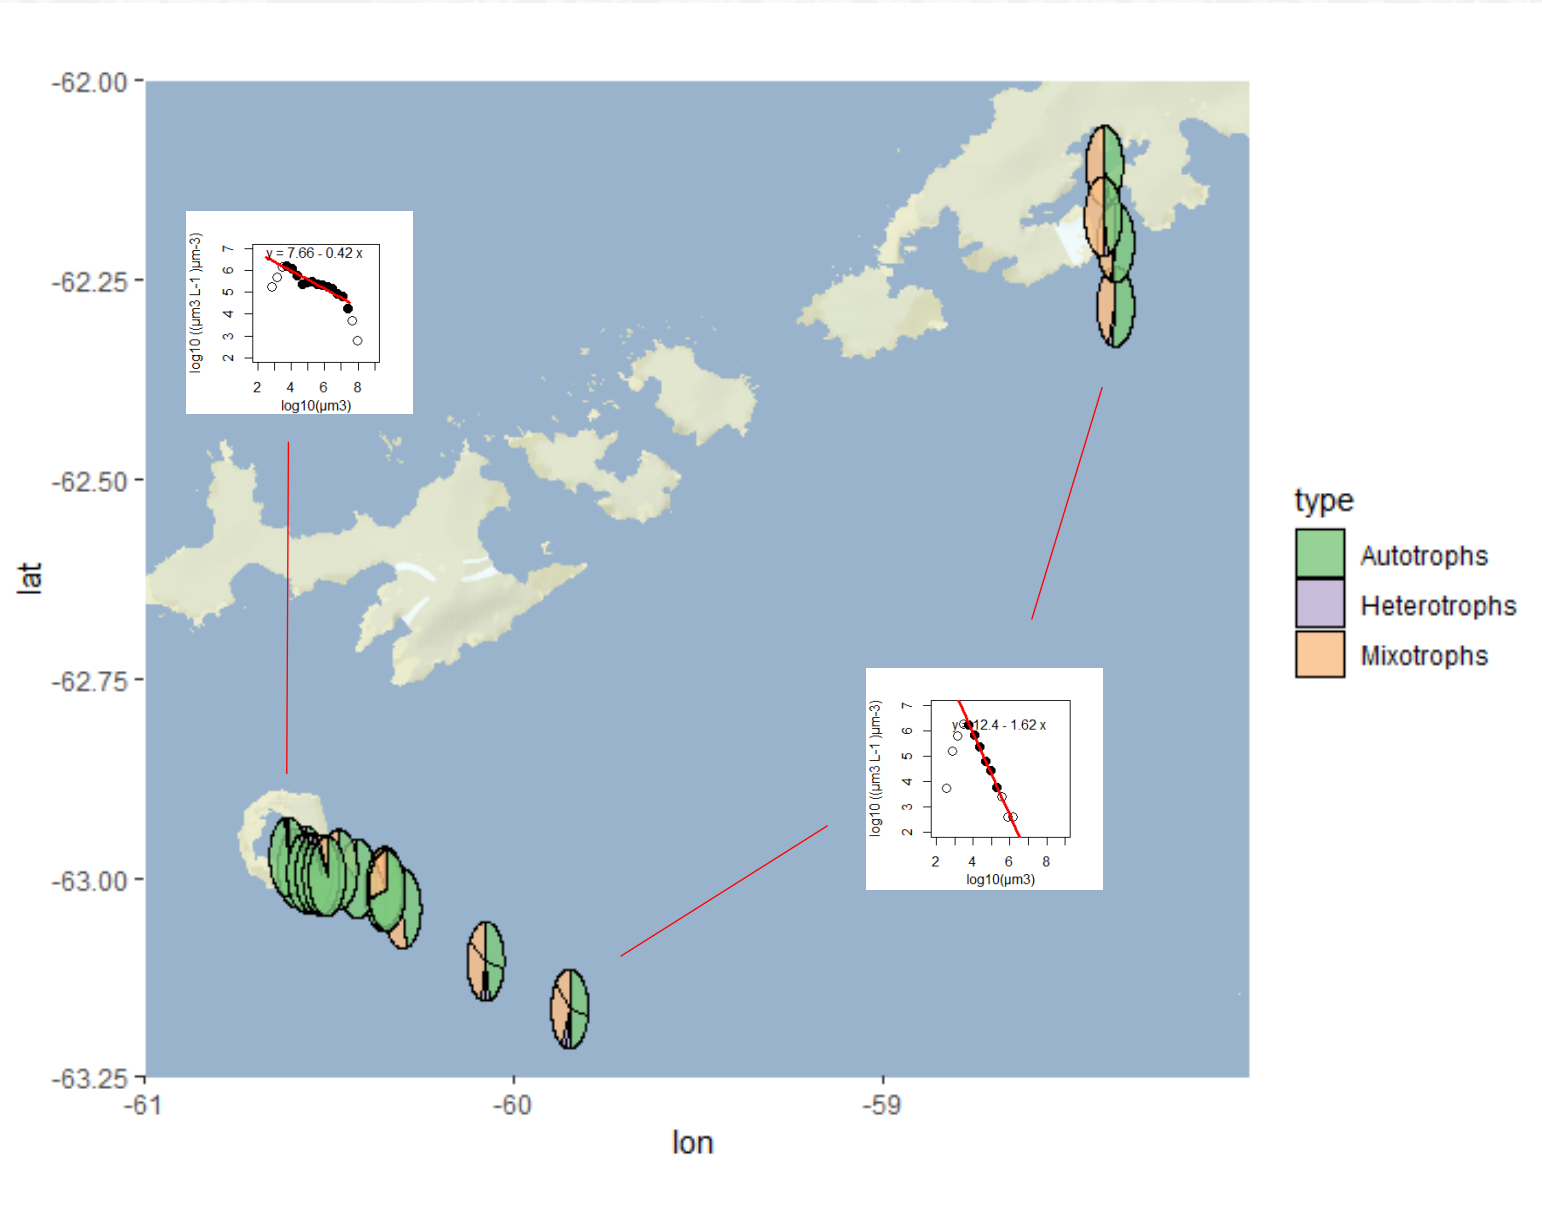 -62.00
-62.25
-62.50
-62.75
-63.00
-63.25
lat
-61
-60
-59
lon
y = 7.66 - 0.42 x
7
6
5
4
3
2
log10 ((µm3 L-1 )µm-3)
2 4 6 8
log10(µm3)
y = 12.4 - 1.62 x
7
6
5
4
3
2
log10 ((µm3 L-1 )µm-3)
2 4 6 8
log10(µm3)
type
Autotrophs
Heterotrophs
Mixotrophs